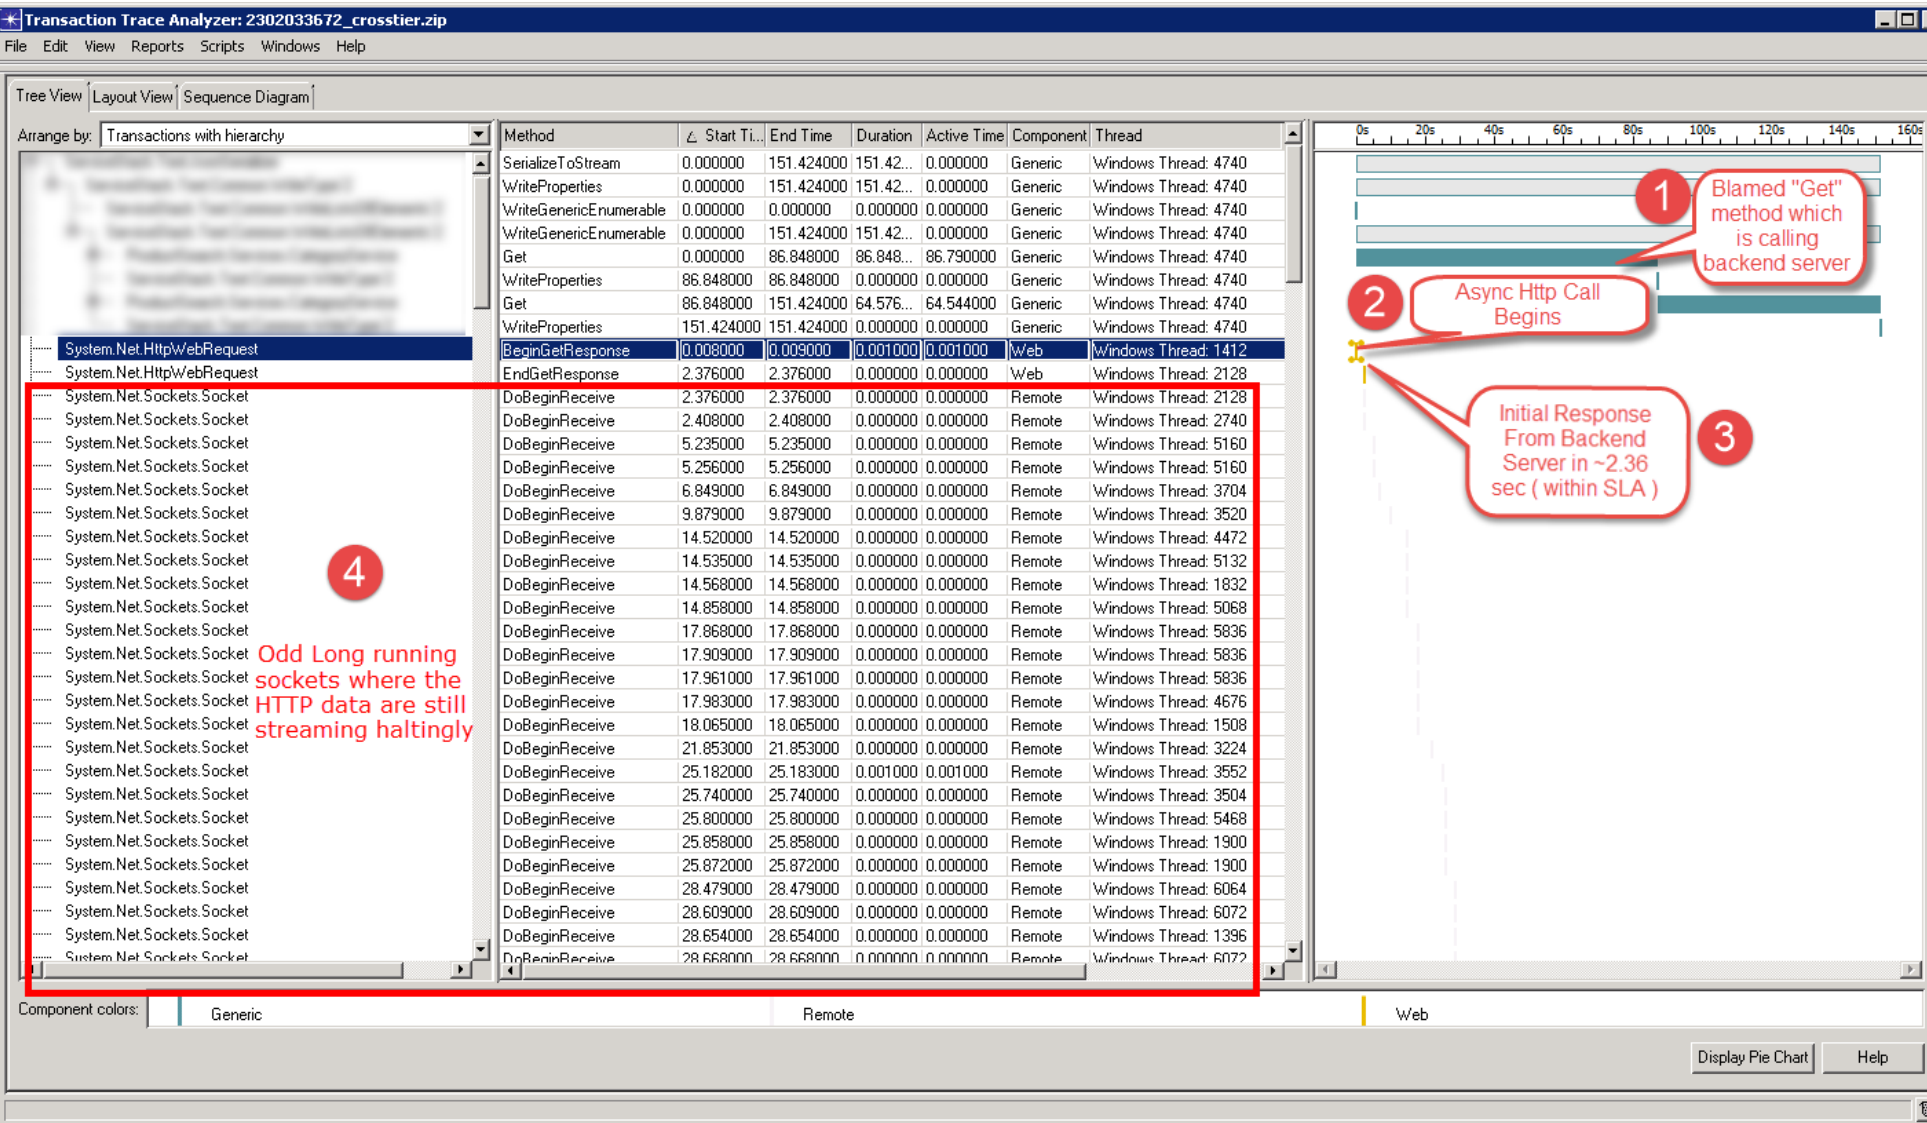 Transaction Trace Analyzer: 2302033672_crosstier.zip
File Edit View Reports Scripts Windows Help
Tree View Layout View Sequence Diagram
Arrange by: Transactions with hierarchy
Method Start Ti... End Time Duration Active Time Component Thread
0s 20s 40s 60s 80s 100s 120s 140s 160s
SerializeToStream 0.000000 151.424000 151.42... 0.000000 Generic Windows Thread: 4740
WriteProperties 0.000000 151.424000 151.42... 0.000000 Generic Windows Thread: 4740
WriteGenericEnumerable 0.000000 0.000000 0.000000 0.000000 Generic Windows Thread: 4740
WriteGenericEnumerable 0.000000 151.424000 151.42... 0.000000 Generic Windows Thread: 4740
Get 0.000000 86.848000 86.848... 86.790000 Generic Windows Thread: 4740
WriteProperties 86.848000 86.848000 0.000000 0.000000 Generic Windows Thread: 4740
Get 86.848000 151.424000 64.576... 64.544000 Generic Windows Thread: 4740
WriteProperties 151.424000 151.424000 0.000000 0.000000 Generic Windows Thread: 4740
System.Net.HttpWebRequest BeginGetResponse 0.008000 0.009000 0.001000 0.001000 Web Windows Thread: 1412
System.Net.HttpWebRequest EndGetResponse 2.376000 2.376000 0.000000 0.000000 Web Windows Thread: 2128
System.Net.Sockets.Socket DoBeginReceive 2.376000 2.376000 0.000000 0.000000 Remote Windows Thread: 2128
System.Net.Sockets.Socket DoBeginReceive 2.408000 2.408000 0.000000 0.000000 Remote Windows Thread: 2740
System.Net.Sockets.Socket DoBeginReceive 5.235000 5.235000 0.000000 0.000000 Remote Windows Thread: 5160
System.Net.Sockets.Socket DoBeginReceive 5.256000 5.256000 0.000000 0.000000 Remote Windows Thread: 5160
System.Net.Sockets.Socket DoBeginReceive 6.849000 6.849000 0.000000 0.000000 Remote Windows Thread: 3704
System.Net.Sockets.Socket DoBeginReceive 9.879000 9.879000 0.000000 0.000000 Remote Windows Thread: 3520
System.Net.Sockets.Socket DoBeginReceive 14.520000 14.520000 0.000000 0.000000 Remote Windows Thread: 4472
System.Net.Sockets.Socket DoBeginReceive 14.535000 14.535000 0.000000 0.000000 Remote Windows Thread: 5132
System.Net.Sockets.Socket DoBeginReceive 14.568000 14.568000 0.000000 0.000000 Remote Windows Thread: 1832
System.Net.Sockets.Socket DoBeginReceive 14.858000 14.858000 0.000000 0.000000 Remote Windows Thread: 5068
System.Net.Sockets.Socket DoBeginReceive 17.868000 17.868000 0.000000 0.000000 Remote Windows Thread: 5836
System.Net.Sockets.Socket DoBeginReceive 17.909000 17.909000 0.000000 0.000000 Remote Windows Thread: 5836
System.Net.Sockets.Socket DoBeginReceive 17.961000 17.961000 0.000000 0.000000 Remote Windows Thread: 5836
System.Net.Sockets.Socket DoBeginReceive 17.983000 17.983000 0.000000 0.000000 Remote Windows Thread: 4676
System.Net.Sockets.Socket DoBeginReceive 18.065000 18.065000 0.000000 0.000000 Remote Windows Thread: 1508
System.Net.Sockets.Socket DoBeginReceive 21.853000 21.853000 0.000000 0.000000 Remote Windows Thread: 3224
System.Net.Sockets.Socket DoBeginReceive 25.182000 25.183000 0.001000 0.001000 Remote Windows Thread: 3552
System.Net.Sockets.Socket DoBeginReceive 25.740000 25.740000 0.000000 0.000000 Remote Windows Thread: 3504
System.Net.Sockets.Socket DoBeginReceive 25.800000 25.800000 0.000000 0.000000 Remote Windows Thread: 5468
System.Net.Sockets.Socket DoBeginReceive 25.858000 25.858000 0.000000 0.000000 Remote Windows Thread: 1900
System.Net.Sockets.Socket DoBeginReceive 25.872000 25.872000 0.000000 0.000000 Remote Windows Thread: 1900
System.Net.Sockets.Socket DoBeginReceive 28.479000 28.479000 0.000000 0.000000 Remote Windows Thread: 6064
System.Net.Sockets.Socket DoBeginReceive 28.609000 28.609000 0.000000 0.000000 Remote Windows Thread: 6072
System.Net.Sockets.Socket DoBeginReceive 28.654000 28.654000 0.000000 0.000000 Remote Windows Thread: 1396
System.Net.Sockets.Socket DoBeginReceive 28.668000 28.668000 0.000000 0.000000 Remote Windows Thread: 6072
1
Blamed "Get"
method which
is calling
backend server
2
Async Http Call
Begins
3
Initial Response
From Backend
Server in ~2.36
sec ( within SLA )
4
Odd Long running
sockets where the
HTTP data are still
streaming haltingly
Component colors: Generic Remote Web
Display Pie Chart Help